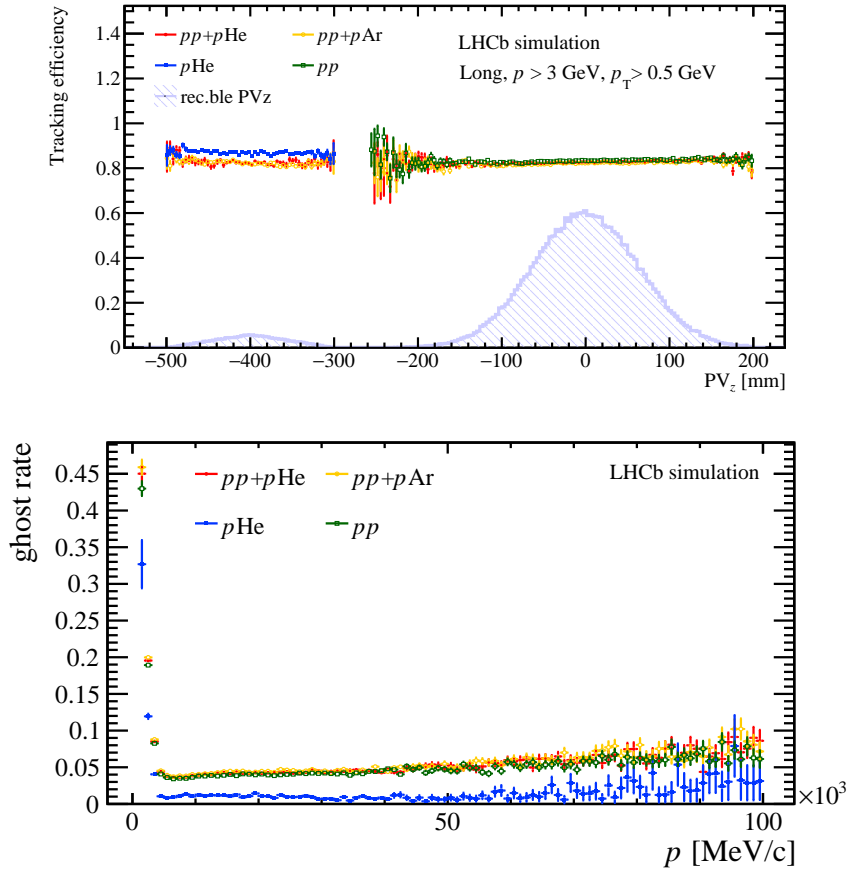 1.4
1.2
1
0.8
0.6
0.4
0.2
0
Tracking efficiency
pp+pHe
pp+pAr
pHe
pp
rec.ble PVz
LHCb simulation
Long, p > 3 GeV, p_T > 0.5 GeV
−500 −400 −300 −200 −100 0 100 200
PV_z [mm]
0.45
0.4
0.35
0.3
0.25
0.2
0.15
0.1
0.05
0
ghost rate
pp+pHe
pp+pAr
pHe
pp
LHCb simulation
0 50 100
×10³
p [MeV/c]